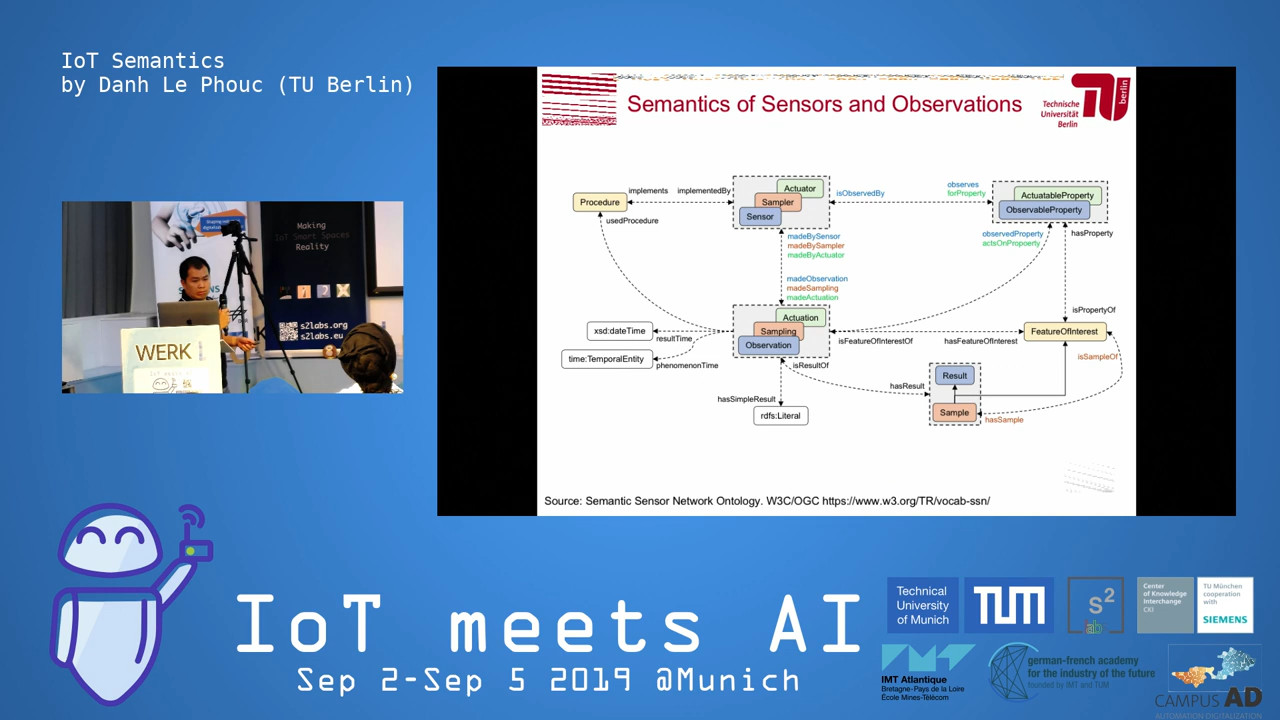 IoT Semantics
by Danh Le Phouc (TU Berlin)
Semantics of Sensors and Observations
Technische
Universität
Berlin
berlin
Procedure
implements
implementedBy
Actuator
Sampler
Sensor
isObservedBy
observes
forProperty
ActuatableProperty
ObservableProperty
usedProcedure
madeBySensor
madeBySampler
madeByActuator
observedProperty
actsOnPropoerty
hasProperty
madeObservation
madeSampling
madeActuation
isPropertyOf
xsd:dateTime
resultTime
Actuation
Sampling
Observation
isFeatureOfInterestOf
hasFeatureOfInterest
FeatureOfInterest
time:TemporalEntity
phenomenonTime
isResultOf
isSampleOf
hasResult
Result
Sample
hasSimpleResult
rdfs:Literal
hasSample
Source: Semantic Sensor Network Ontology. W3C/OGC https://www.w3.org/TR/vocab-ssn/
Making
IoT Smart Spaces
Reality
s2labs.org
s2labs.eu
WERK
IoT meets AI
Sep 2-Sep 5 2019 @Munich
Technical
University
of Munich
TUM
s2
lab
Center
of Knowledge
Interchange
CKI
TU München
cooperation
with
SIEMENS
IMT Atlantique
Bretagne-Pays de la Loire
École Mines-Télécom
german-french academy
for the industry of the future
founded by IMT and TUM
CAMPUS AD
AUTOMATION DIGITALIZATION